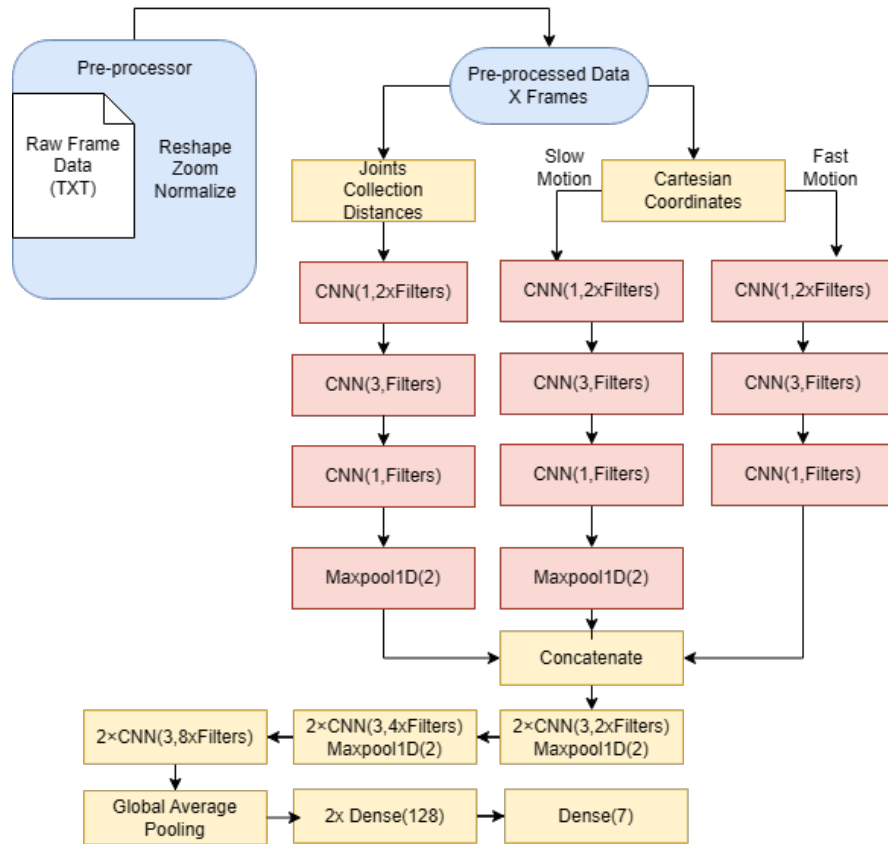 Pre-processor
Raw Frame
Data
(TXT)
Reshape
Zoom
Normalize
Pre-processed Data
X Frames
Joints
Collection
Distances
Slow
Motion
Cartesian
Coordinates
Fast
Motion
CNN(1,2xFilters)
CNN(1,2xFilters)
CNN(1,2xFilters)
CNN(3,Filters)
CNN(3,Filters)
CNN(3,Filters)
CNN(1,Filters)
CNN(1,Filters)
CNN(1,Filters)
Maxpool1D(2)
Maxpool1D(2)
Concatenate
2×CNN(3,8xFilters)
2×CNN(3,4xFilters)
Maxpool1D(2)
2×CNN(3,2xFilters)
Maxpool1D(2)
Global Average
Pooling
2x Dense(128)
Dense(7)